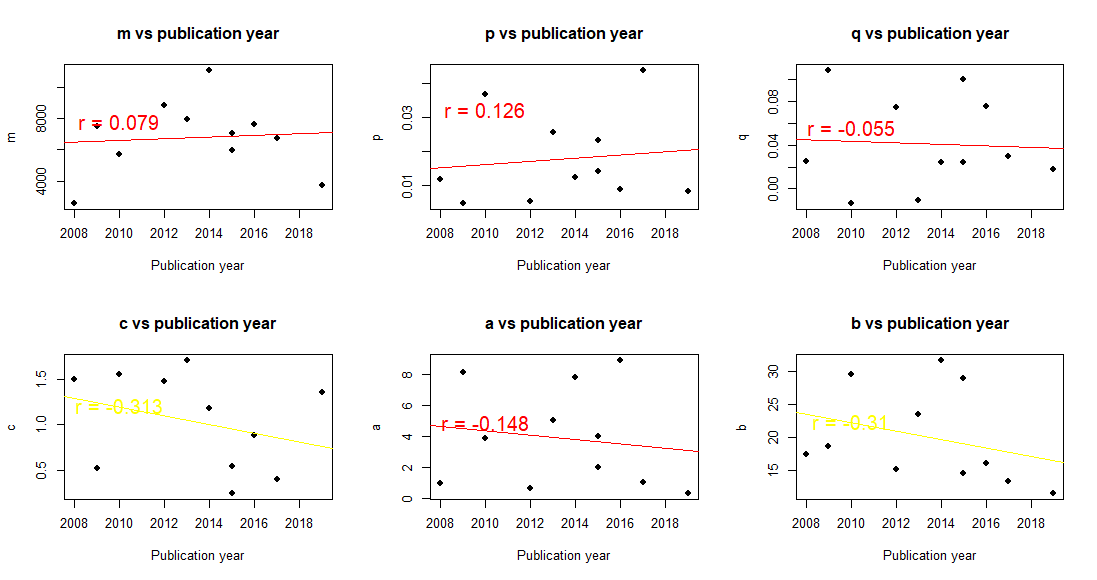 m vs publication year
p vs publication year
q vs publication year
m
4000
8000
r = 0.079
2008 2010 2012 2014 2016 2018
Publication year
p
0.01
0.03
r = 0.126
2008 2010 2012 2014 2016 2018
Publication year
q
0.00
0.04
0.08
r = -0.055
2008 2010 2012 2014 2016 2018
Publication year
c vs publication year
a vs publication year
b vs publication year
c
0.5
1.0
1.5
r = -0.313
2008 2010 2012 2014 2016 2018
Publication year
a
0
2
4
6
8
r = -0.148
2008 2010 2012 2014 2016 2018
Publication year
b
15
20
25
30
r = -0.31
2008 2010 2012 2014 2016 2018
Publication year